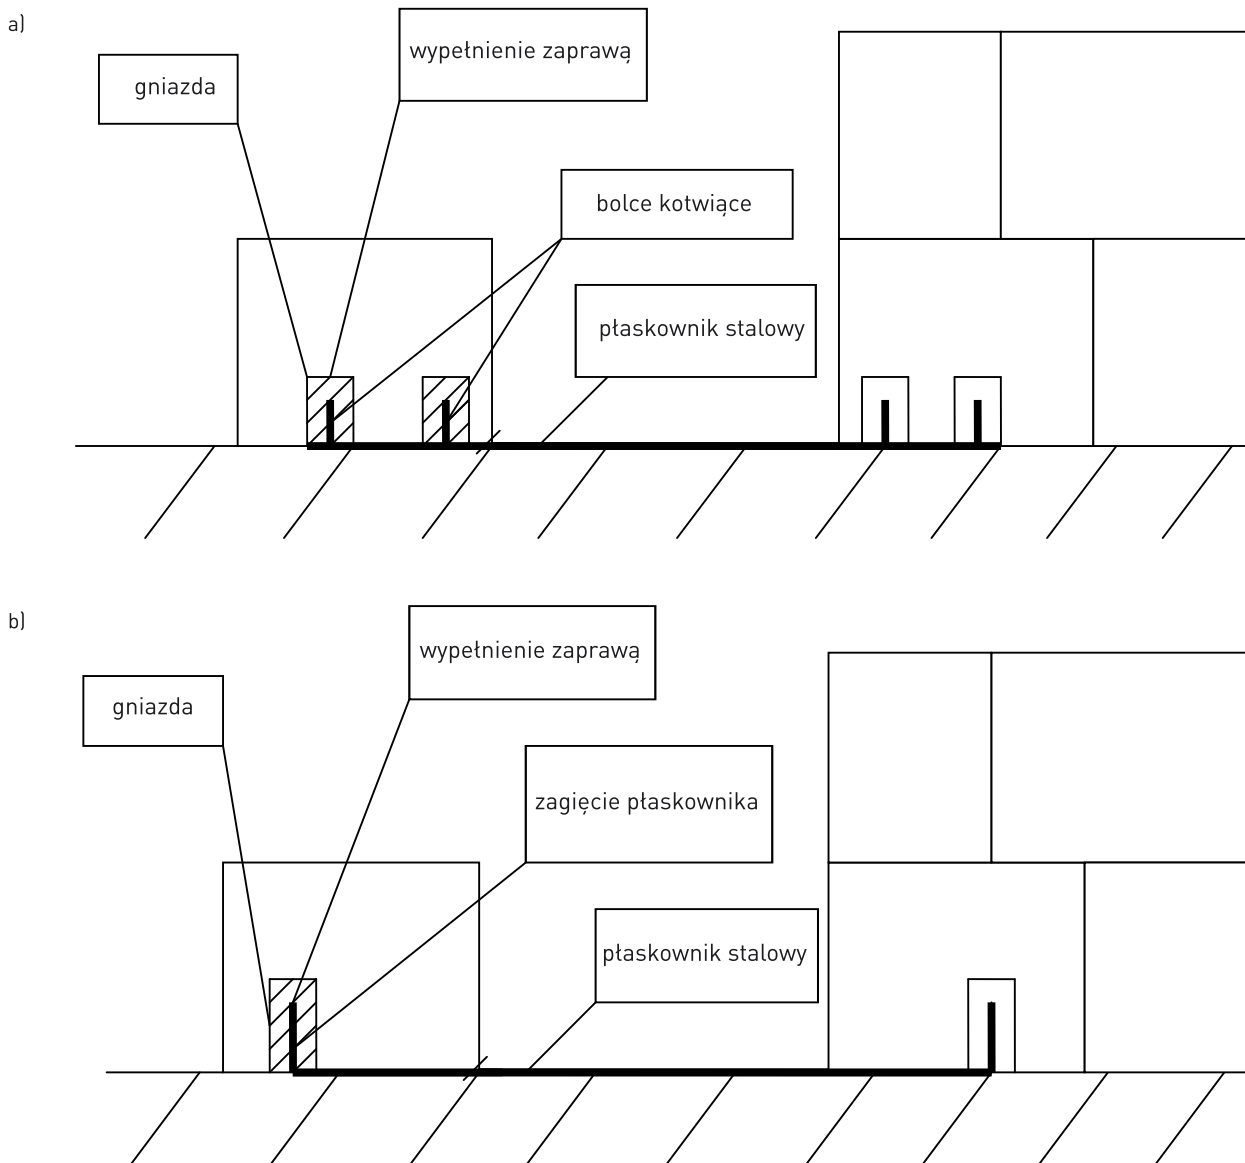 a)
wypełnienie zaprawą
gniazda
bolce kotwiące
płaskownik stalowy
b)
wypełnienie zaprawą
gniazda
zagięcie płaskownika
płaskownik stalowy